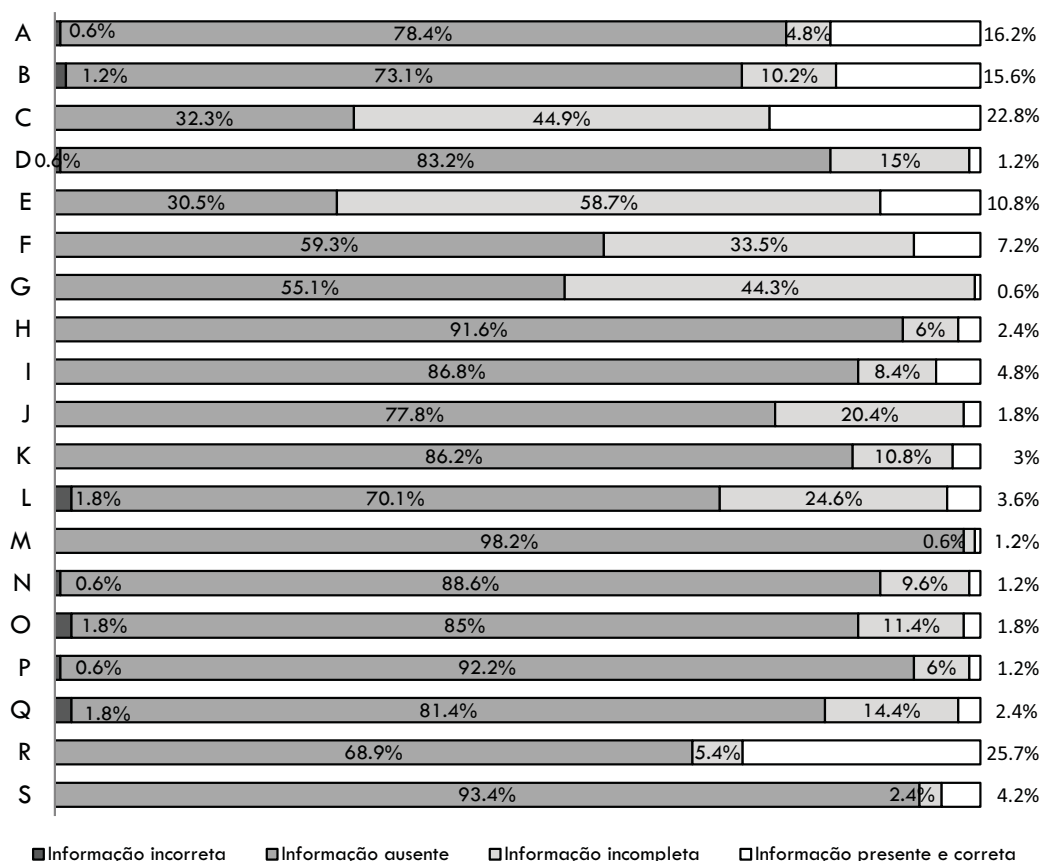 A 0.6% 78.4% 4.8% 16.2%
B 1.2% 73.1% 10.2% 15.6%
C 32.3% 44.9% 22.8%
D 0.6% 83.2% 15% 1.2%
E 30.5% 58.7% 10.8%
F 59.3% 33.5% 7.2%
G 55.1% 44.3% 0.6%
H 91.6% 6% 2.4%
I 86.8% 8.4% 4.8%
J 77.8% 20.4% 1.8%
K 86.2% 10.8% 3%
L 1.8% 70.1% 24.6% 3.6%
M 98.2% 0.6% 1.2%
N 0.6% 88.6% 9.6% 1.2%
O 1.8% 85% 11.4% 1.8%
P 0.6% 92.2% 6% 1.2%
Q 1.8% 81.4% 14.4% 2.4%
R 68.9% 5.4% 25.7%
S 93.4% 2.4% 4.2%
Informação incorreta Informação ausente Informação incompleta Informação presente e correta